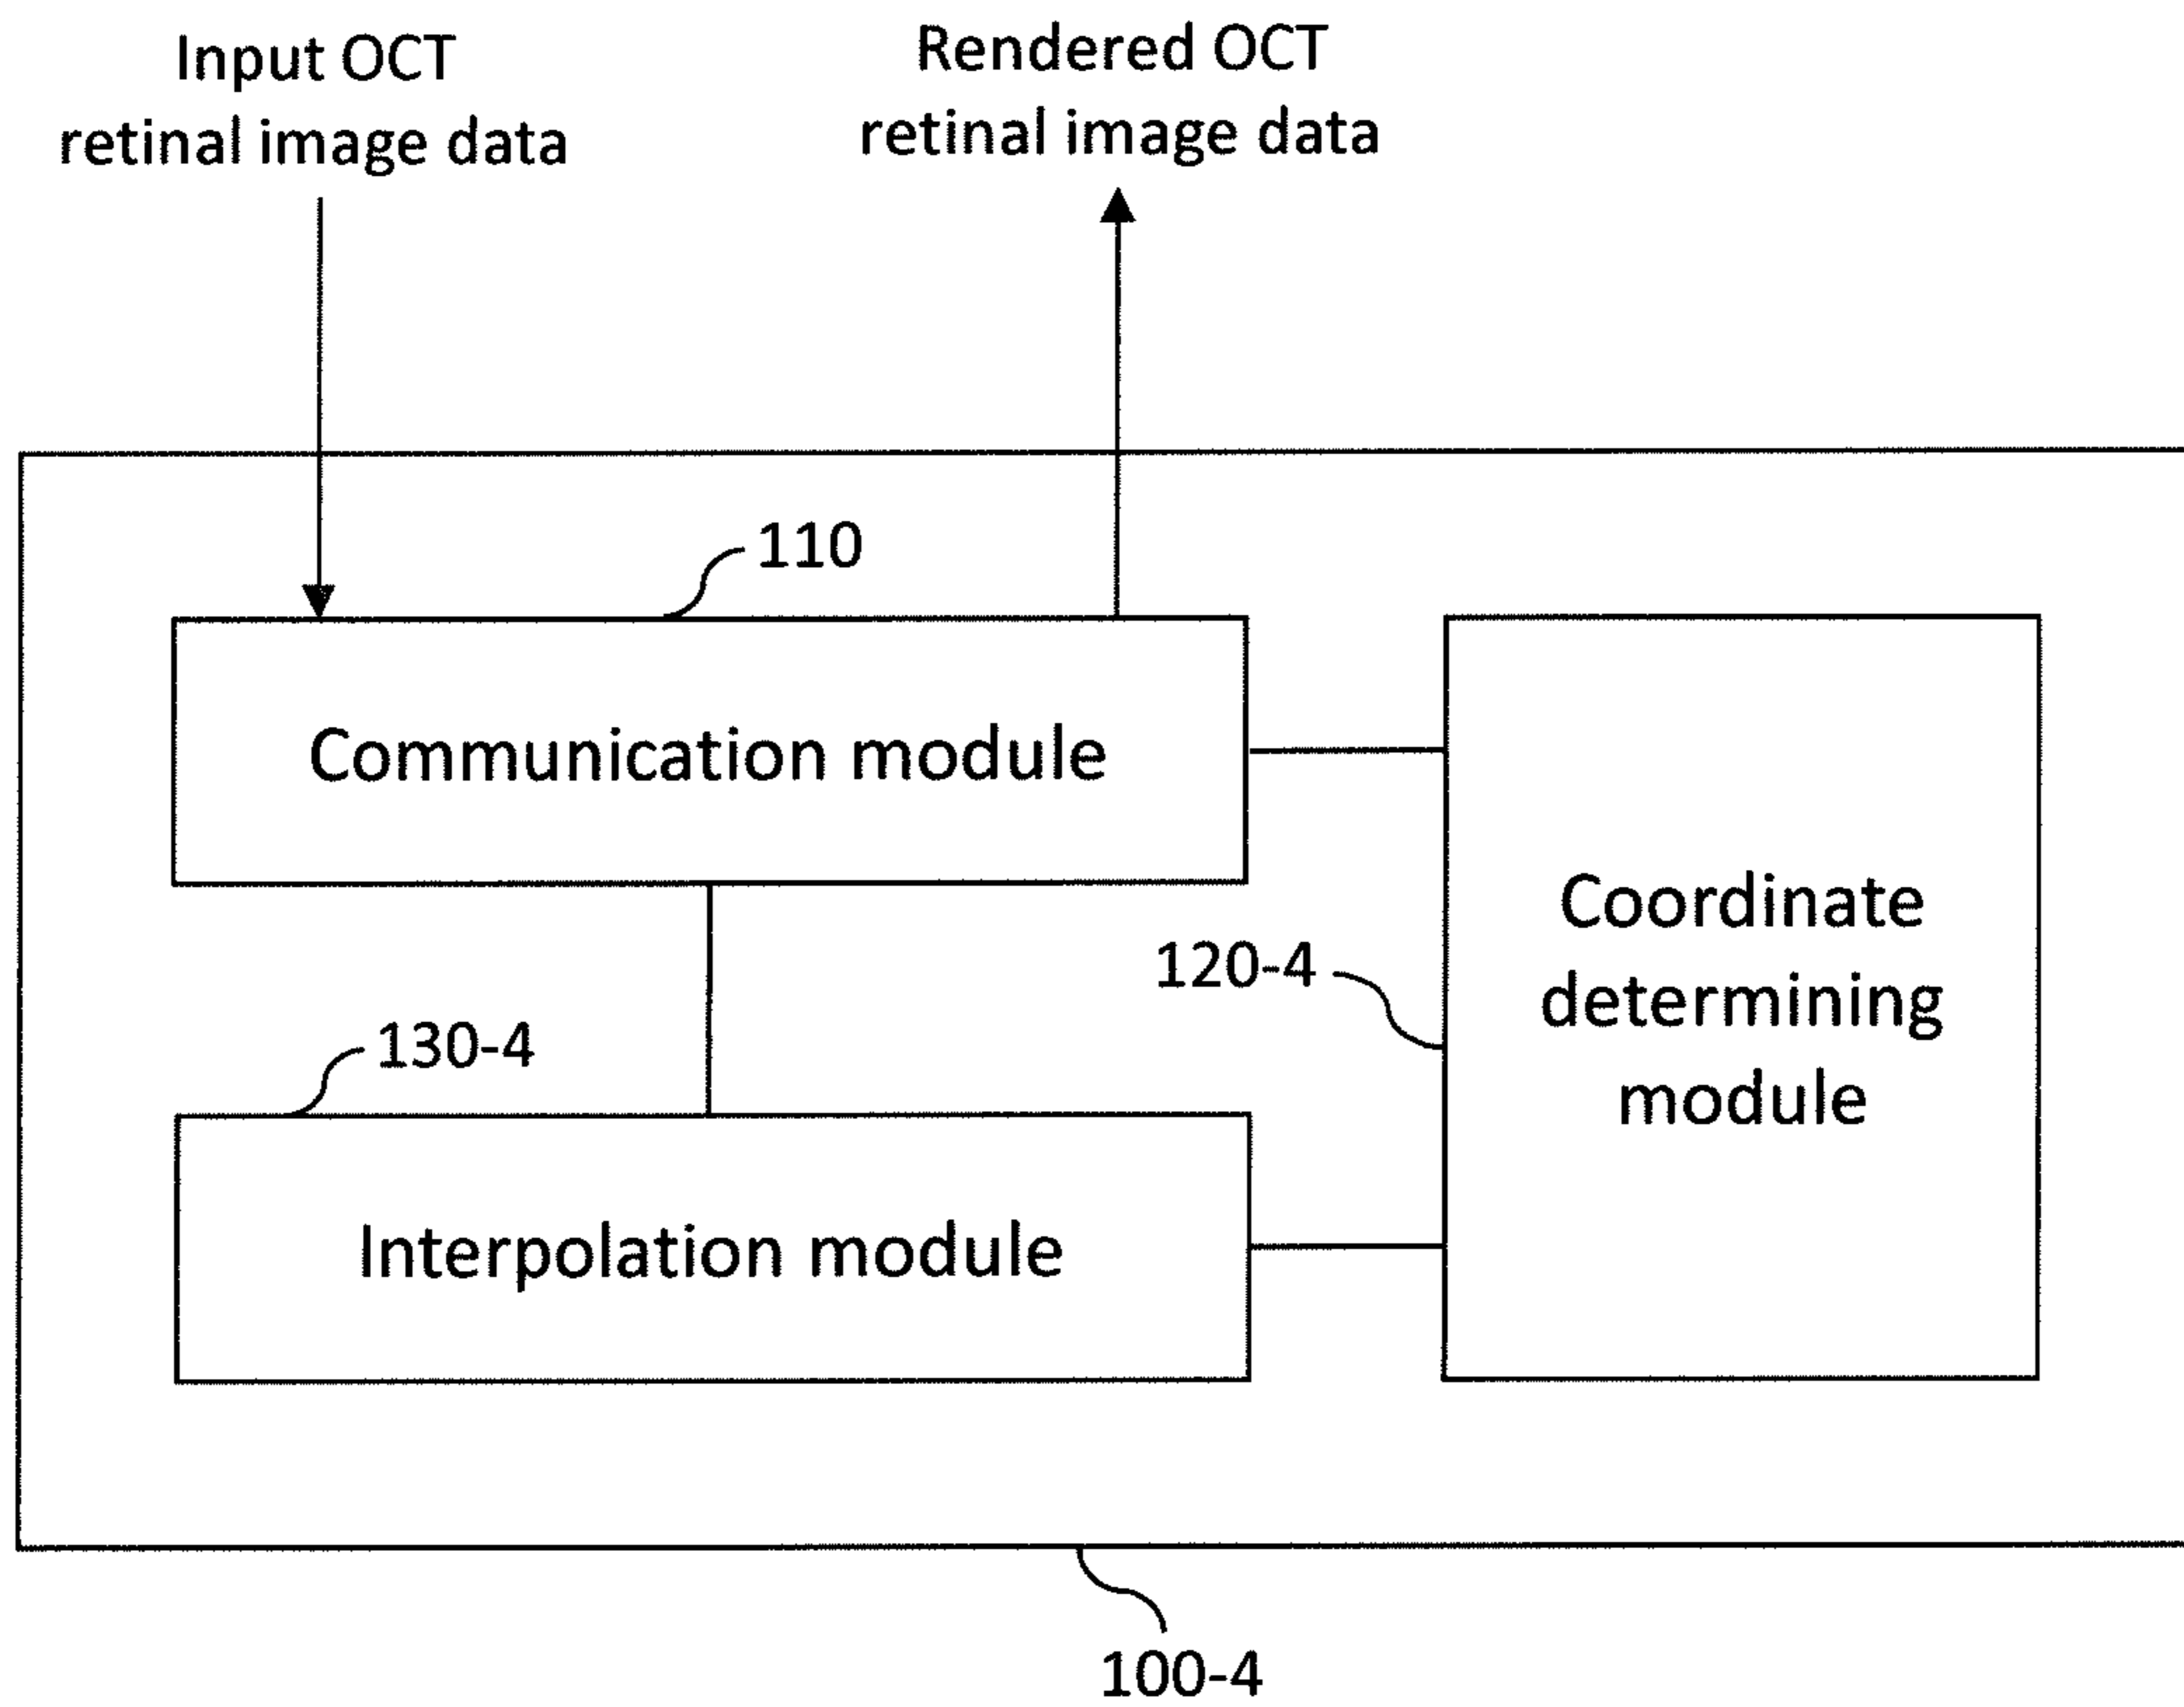 Input OCT
retinal image data
Rendered OCT
retinal image data
110
Communication module
120-4
Coordinate
determining
module
130-4
Interpolation module
100-4